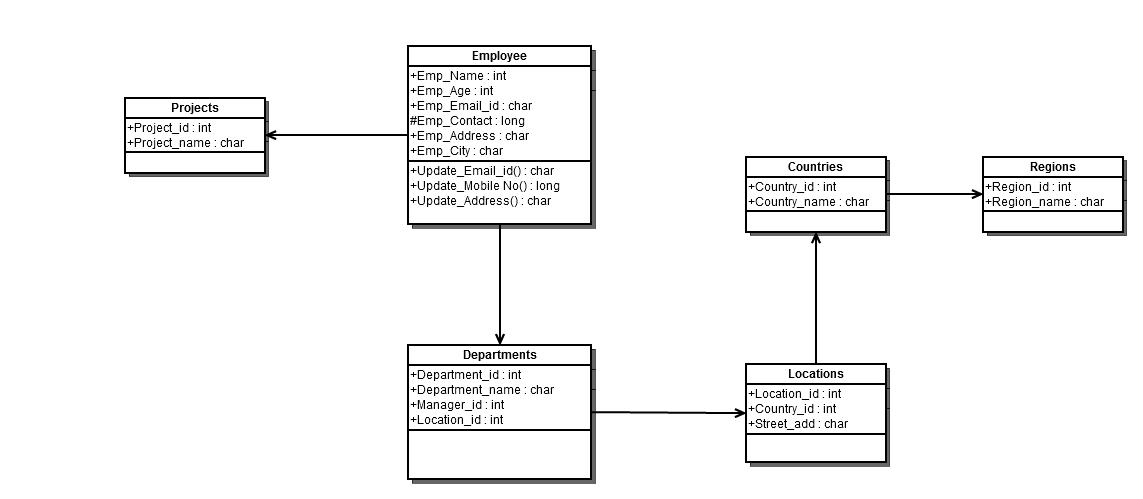 Employee
+Emp_Name : int
+Emp_Age : int
+Emp_Email_id : char
#Emp_Contact : long
+Emp_Address : char
+Emp_City : char
+Update_Email_id() : char
+Update_Mobile No() : long
+Update_Address() : char
Projects
+Project_id : int
+Project_name : char
Countries
+Country_id : int
+Country_name : char
Regions
+Region_id : int
+Region_name : char
Departments
+Department_id : int
+Department_name : char
+Manager_id : int
+Location_id : int
Locations
+Location_id : int
+Country_id : int
+Street_add : char